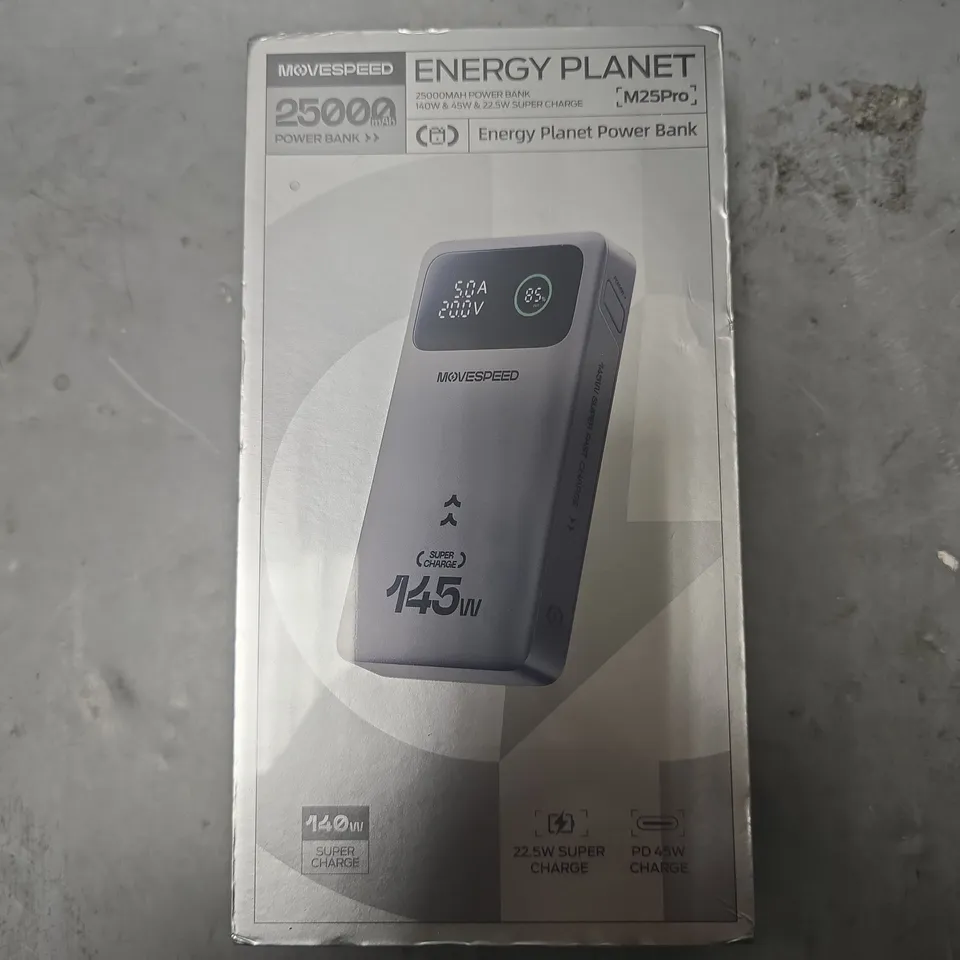 MOVESPEED
25000mAh
POWER BANK >>
ENERGY PLANET
25000MAH POWER BANK
140W & 45W & 22.5W SUPER CHARGE
[M25Pro]
Energy Planet Power Bank
5.0A
20.0V
85%
MOVESPEED
SUPER
CHARGE
145W
140W
SUPER
CHARGE
22.5W SUPER
CHARGE
PD 45W
CHARGE